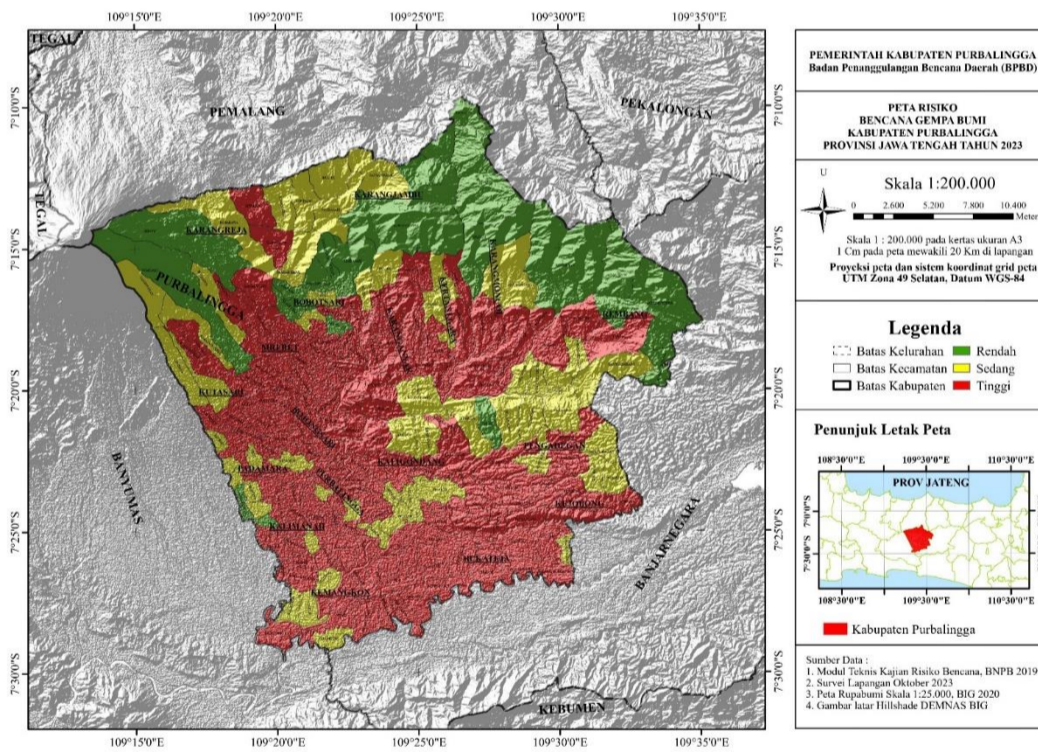 109°15'0"E 109°20'0"E 109°25'0"E 109°30'0"E 109°35'0"E
TEGAL
PEMALANG
PEKALONGAN
7°10'0"S
7°10'0"S
KARANGJAMBU
TEGAL
KARANGREJA
7°15'0"S
7°15'0"S
PURBALINGGA
BOBOTSARI
REMBANG
MREBET
7°20'0"S
7°20'0"S
KUTASARI
BANYUMAS
PADAMARA
KALIGONDANG
PENGADEGAN
KEJOBONG
7°25'0"S
7°25'0"S
KALIMANAH
BUKATEJA
BANJARNEGARA
KEMANGKON
7°30'0"S
7°30'0"S
KEBUMEN
109°15'0"E 109°20'0"E 109°25'0"E 109°30'0"E 109°35'0"E
PEMERINTAH KABUPATEN PURBALINGGA
Badan Penanggulangan Bencana Daerah (BPBD)
PETA RISIKO
BENCANA GEMPA BUMI
KABUPATEN PURBALINGGA
PROVINSI JAWA TENGAH TAHUN 2023
U
Skala 1:200.000
0 2.600 5.200 7.800 10.400
Meter
Skala 1 : 200.000 pada kertas ukuran A3
1 Cm pada peta mewakili 20 Km di lapangan
Proyeksi peta dan sistem koordinat grid peta
UTM Zona 49 Selatan, Datum WGS-84
Legenda
Batas Kelurahan Rendah
Batas Kecamatan Sedang
Batas Kabupaten Tinggi
Penunjuk Letak Peta
108°30'0"E 109°30'0"E 110°30'0"E
PROV JATENG
7°0'0"S
7°30'0"S
108°30'0"E 109°30'0"E 110°30'0"E
Kabupaten Purbalingga
Sumber Data :
1. Modul Teknis Kajian Risiko Bencana, BNPB 2019
2. Survei Lapangan Oktober 2023
3. Peta Rupabumi Skala 1:25.000, BIG 2020
4. Gambar latar Hillshade DEMNAS BIG